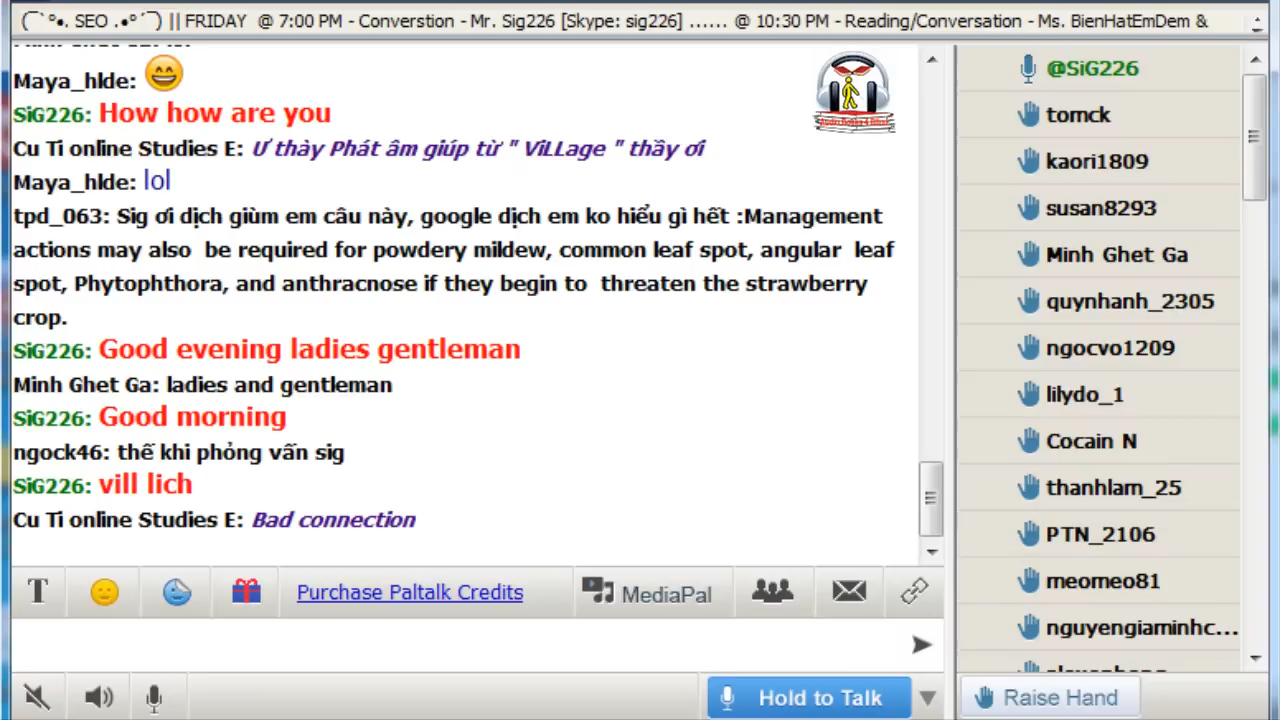 (¯`°•. SEO .•°´¯) || FRIDAY @ 7:00 PM - Converstion - Mr. Sig226 [Skype: sig226] ...... @ 10:30 PM - Reading/Conversation - Ms. BienHatEmDem &
Maya_hlde:
SiG226: How how are you
Cu Ti online Studies E: Ư thày Phát âm giúp từ " ViLLage " thầy ơi
Maya_hlde: lol
tpd_063: Sig ơi dịch giùm em câu này, google dịch em ko hiểu gì hết :Management
actions may also be required for powdery mildew, common leaf spot, angular leaf
spot, Phytophthora, and anthracnose if they begin to threaten the strawberry
crop.
SiG226: Good evening ladies gentleman
Minh Ghet Ga: ladies and gentleman
SiG226: Good morning
ngock46: thế khi phỏng vấn sig
SiG226: vill lich
Cu Ti online Studies E: Bad connection
T
Purchase Paltalk Credits
MediaPal
Hold to Talk
@SiG226
tomck
kaori1809
susan8293
Minh Ghet Ga
quynhanh_2305
ngocvo1209
lilydo_1
Cocain N
thanhlam_25
PTN_2106
meomeo81
nguyengiaminhc...
Raise Hand